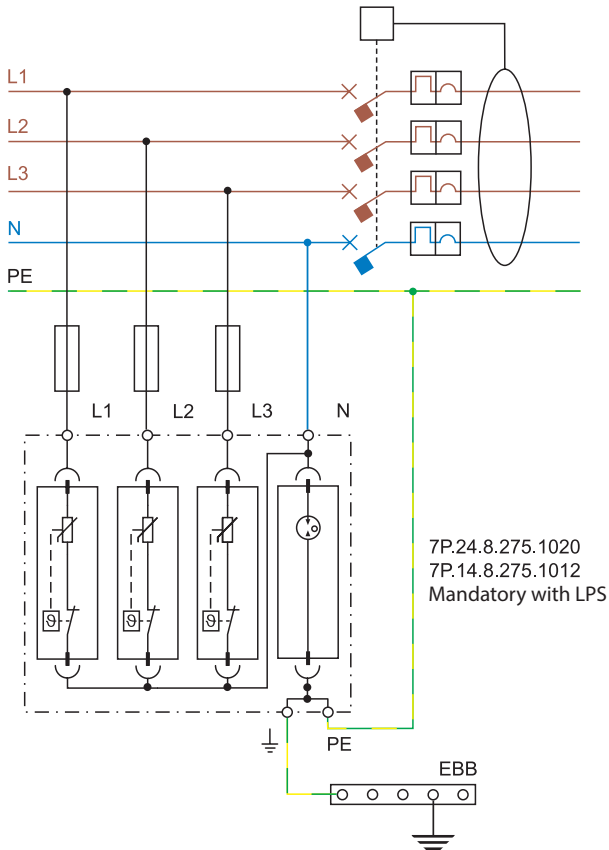 L1
L2
L3
N
PE
L1 L2 L3 N
ϑ ϑ ϑ
7P.24.8.275.1020
7P.14.8.275.1012
Mandatory with LPS
PE
EBB